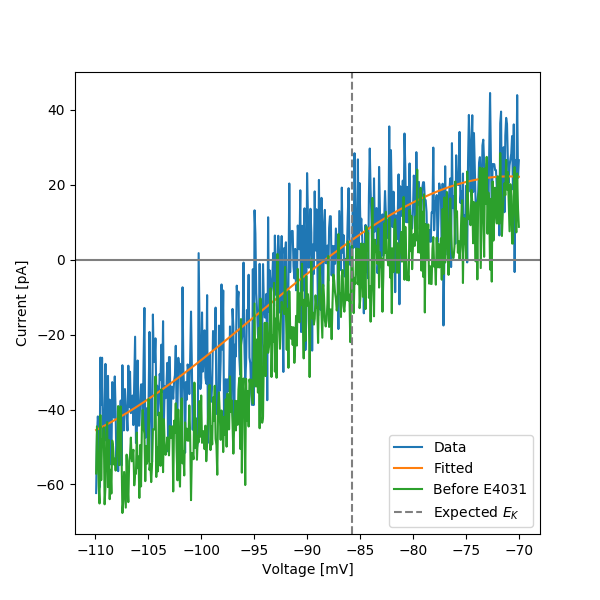 40
20
0
−20
−40
−60
Current [pA]
Data
Fitted
Before E4031
Expected E_K
−110 −105 −100 −95 −90 −85 −80 −75 −70
Voltage [mV]